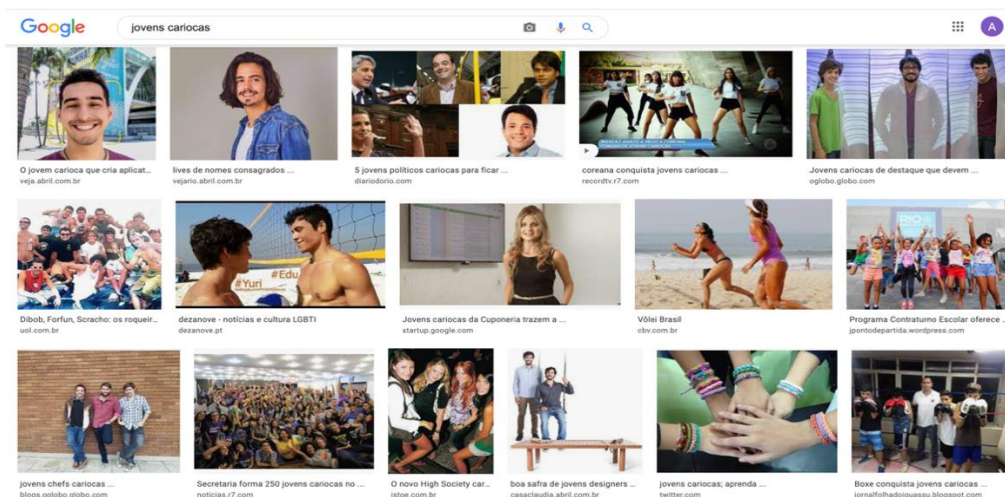 Google
jovens cariocas
A
O jovem carioca que cria aplicat...
veja.abril.com.br
lives de nomes consagrados ...
vejario.abril.com.br
5 jovens políticos cariocas para ficar ...
diariodorio.com
coreana conquista jovens cariocas ...
recordtv.r7.com
Jovens cariocas de destaque que devem ...
oglobo.globo.com
#Edu
#Yuri
RIO
Dibob, Forfun, Scracho: os roqueir...
uol.com.br
dezanove - notícias e cultura LGBTI
dezanove.pt
Jovens cariocas da Cuponeria trazem a ...
startup.google.com
Vôlei Brasil
cbv.com.br
Programa Contraturno Escolar oferece ...
jpontodepartida.wordpress.com
jovens chefs cariocas ...
blogs.oglobo.globo.com
Secretaria forma 250 jovens cariocas no ...
noticias.r7.com
O novo High Society car...
istoe.com.br
boa safra de jovens designers ...
casaclaudia.abril.com.br
jovens cariocas; aprenda ...
twitter.com
Boxe conquista jovens cariocas ...
jornalfolhadoiguassu.blogspot.com